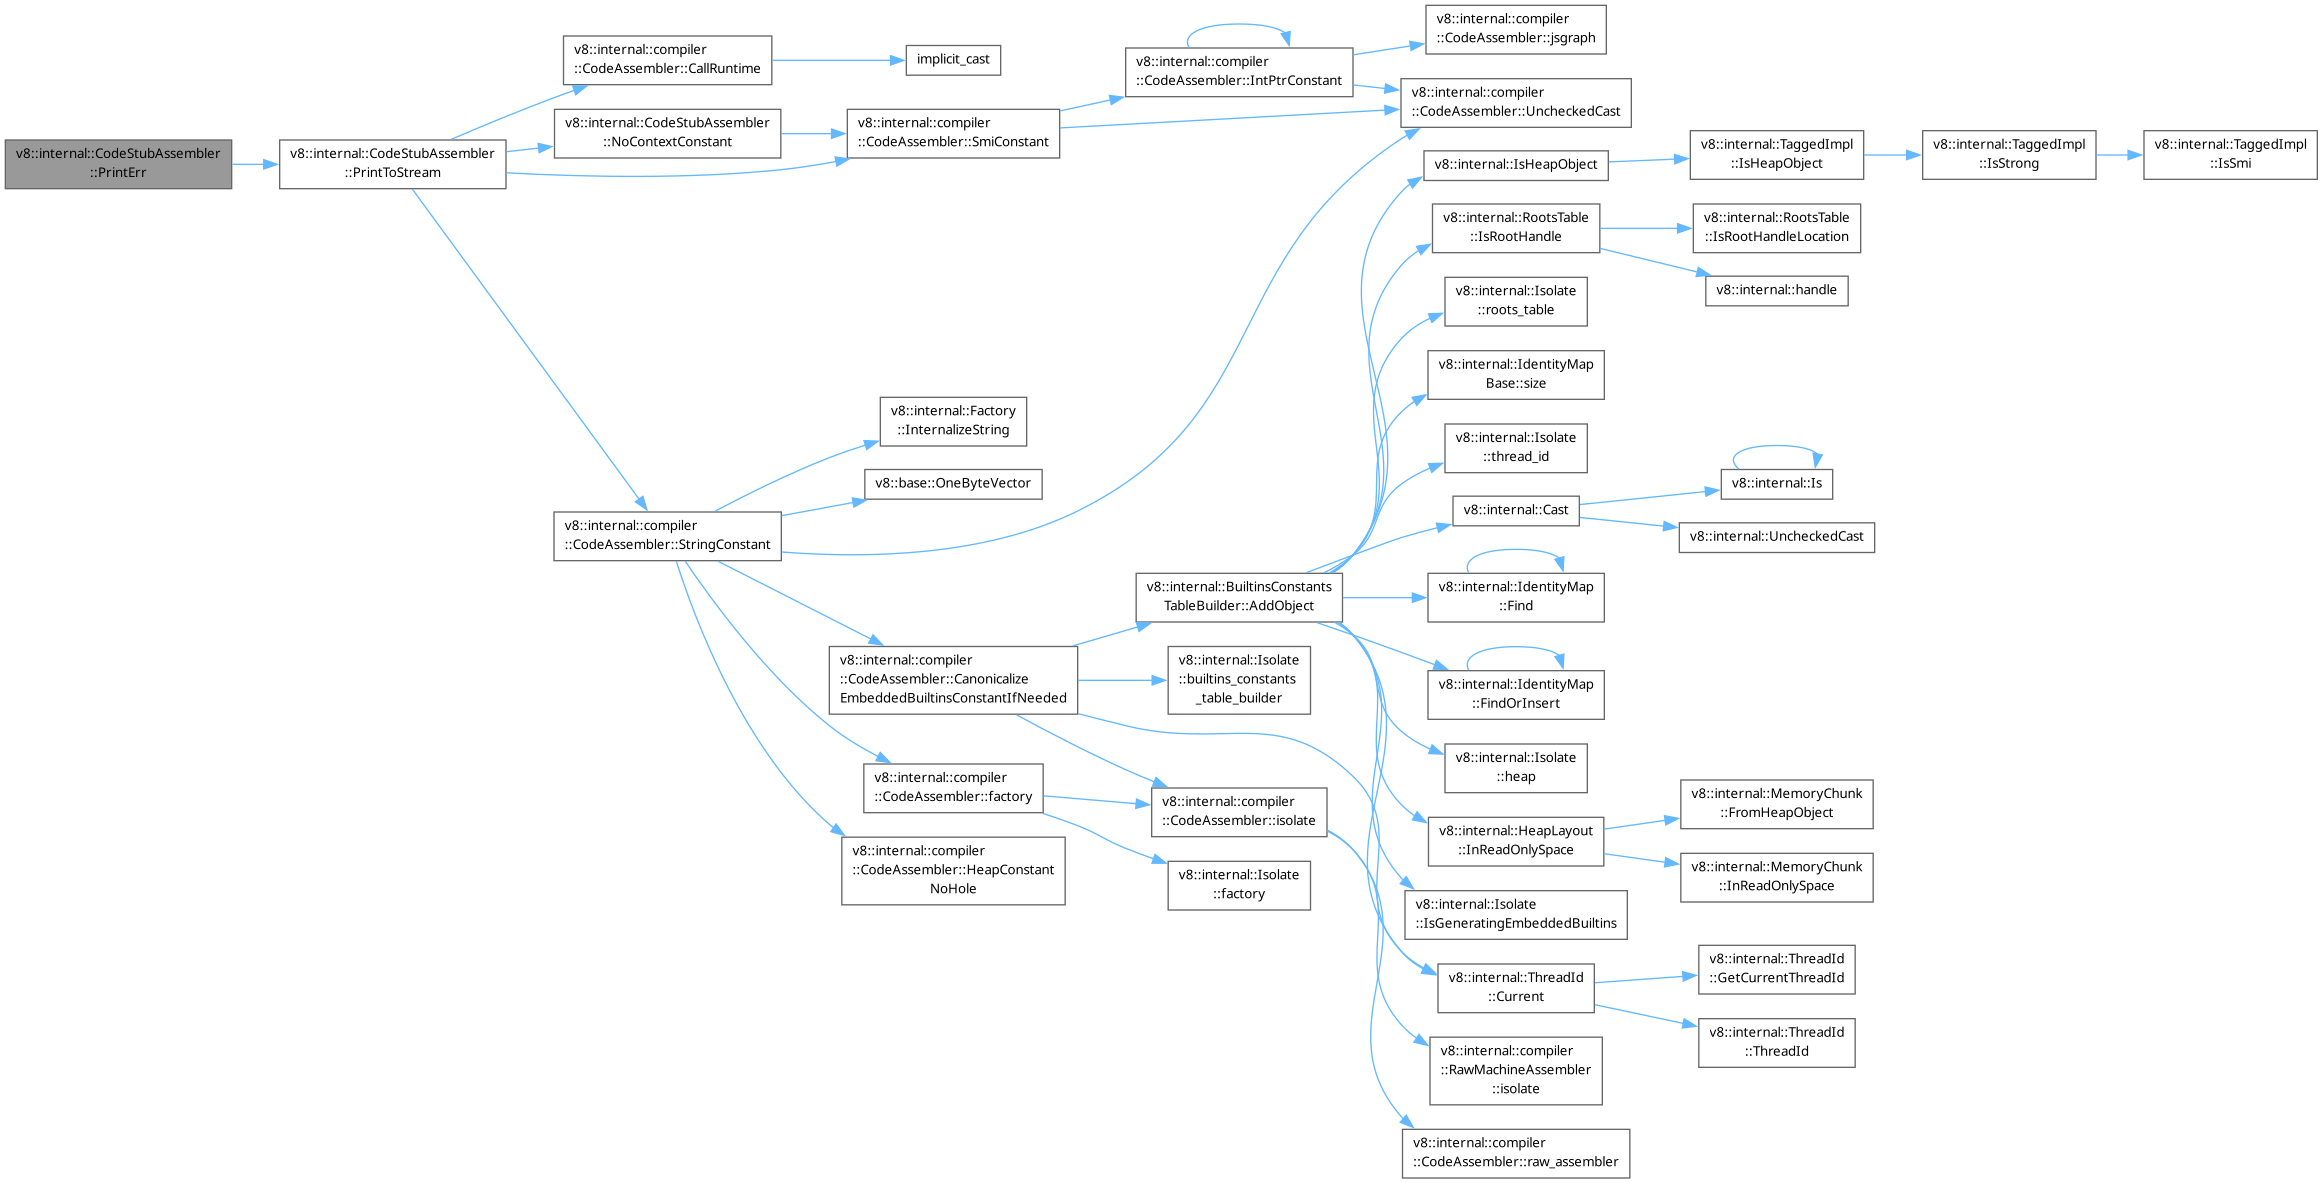 v8::internal::CodeStubAssembler
::PrintErr
v8::internal::CodeStubAssembler
::PrintToStream
v8::internal::compiler
::CodeAssembler::CallRuntime
implicit_cast
v8::internal::CodeStubAssembler
::NoContextConstant
v8::internal::compiler
::CodeAssembler::SmiConstant
v8::internal::compiler
::CodeAssembler::IntPtrConstant
v8::internal::compiler
::CodeAssembler::jsgraph
v8::internal::compiler
::CodeAssembler::UncheckedCast
v8::internal::compiler
::CodeAssembler::StringConstant
v8::internal::Factory
::InternalizeString
v8::base::OneByteVector
v8::internal::compiler
::CodeAssembler::Canonicalize
EmbeddedBuiltinsConstantIfNeeded
v8::internal::compiler
::CodeAssembler::factory
v8::internal::compiler
::CodeAssembler::HeapConstant
NoHole
v8::internal::BuiltinsConstants
TableBuilder::AddObject
v8::internal::Isolate
::builtins_constants
_table_builder
v8::internal::compiler
::CodeAssembler::isolate
v8::internal::Isolate
::factory
v8::internal::IsHeapObject
v8::internal::TaggedImpl
::IsHeapObject
v8::internal::TaggedImpl
::IsStrong
v8::internal::TaggedImpl
::IsSmi
v8::internal::RootsTable
::IsRootHandle
v8::internal::RootsTable
::IsRootHandleLocation
v8::internal::handle
v8::internal::Isolate
::roots_table
v8::internal::IdentityMap
Base::size
v8::internal::Isolate
::thread_id
v8::internal::Cast
v8::internal::Is
v8::internal::UncheckedCast
v8::internal::IdentityMap
::Find
v8::internal::IdentityMap
::FindOrInsert
v8::internal::Isolate
::heap
v8::internal::HeapLayout
::InReadOnlySpace
v8::internal::MemoryChunk
::FromHeapObject
v8::internal::MemoryChunk
::InReadOnlySpace
v8::internal::Isolate
::IsGeneratingEmbeddedBuiltins
v8::internal::ThreadId
::Current
v8::internal::ThreadId
::GetCurrentThreadId
v8::internal::ThreadId
::ThreadId
v8::internal::compiler
::RawMachineAssembler
::isolate
v8::internal::compiler
::CodeAssembler::raw_assembler